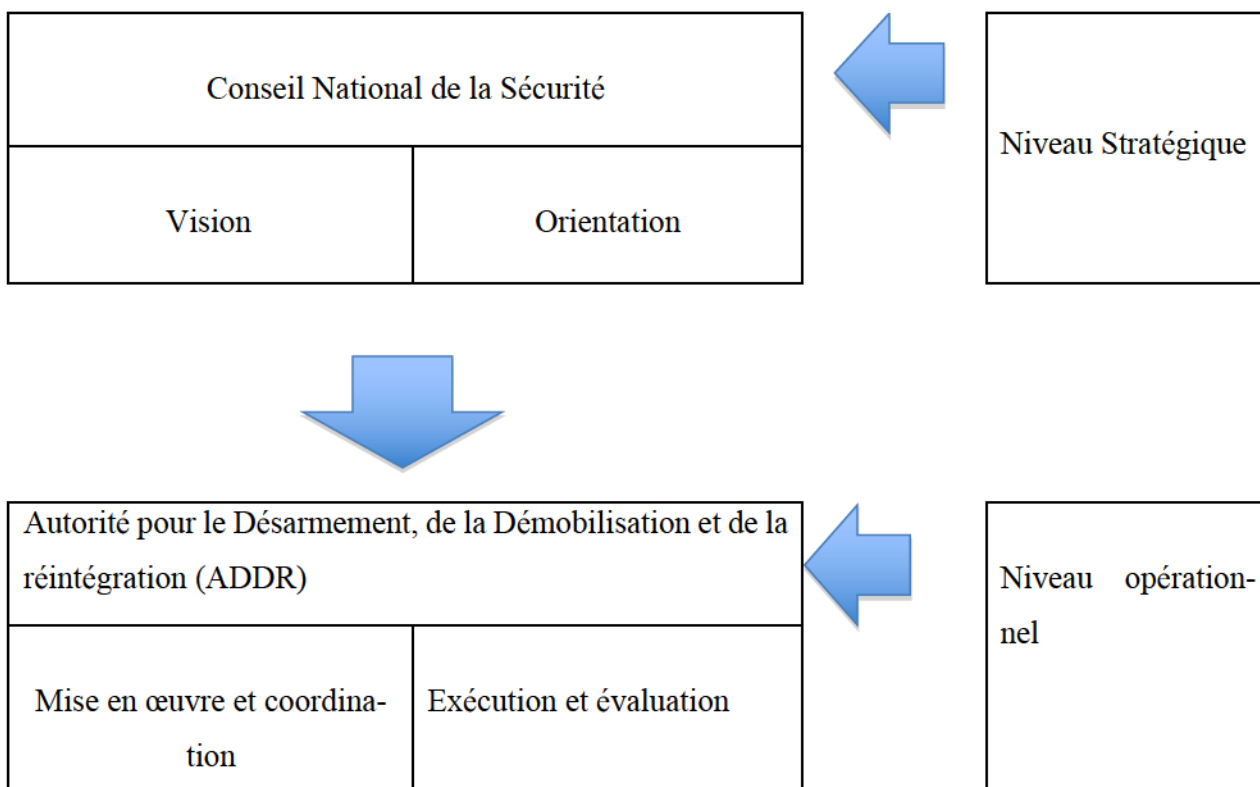 Conseil National de la Sécurité
Niveau Stratégique
Vision
Orientation
Autorité pour le Désarmement, de la Démobilisation et de la
réintégration (ADDR)
Niveau opération-
nel
Mise en œuvre et coordina-
tion
Exécution et évaluation